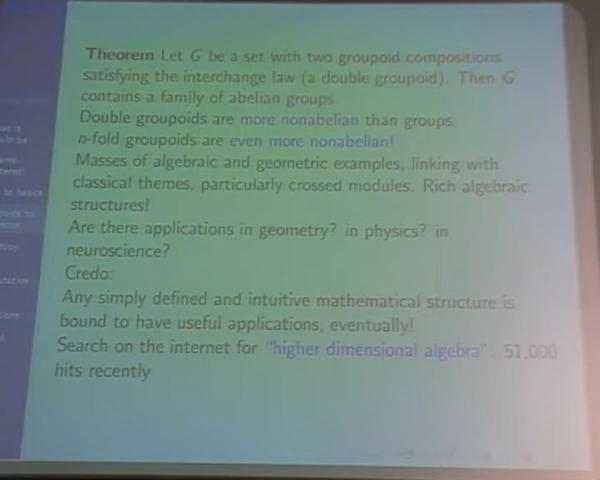 Theorem Let G be a set with two groupoid compositions
satisfying the interchange law (a double groupoid). Then G
contains a family of abelian groups.
Double groupoids are more nonabelian than groups.
n-fold groupoids are even more nonabelian!
Masses of algebraic and geometric examples, linking with
classical themes, particularly crossed modules. Rich algebraic
structures!
Are there applications in geometry? in physics? in
neuroscience?
Credo:
Any simply defined and intuitive mathematical structure is
bound to have useful applications, eventually!
Search on the internet for "higher dimensional algebra". 51,000
hits recently